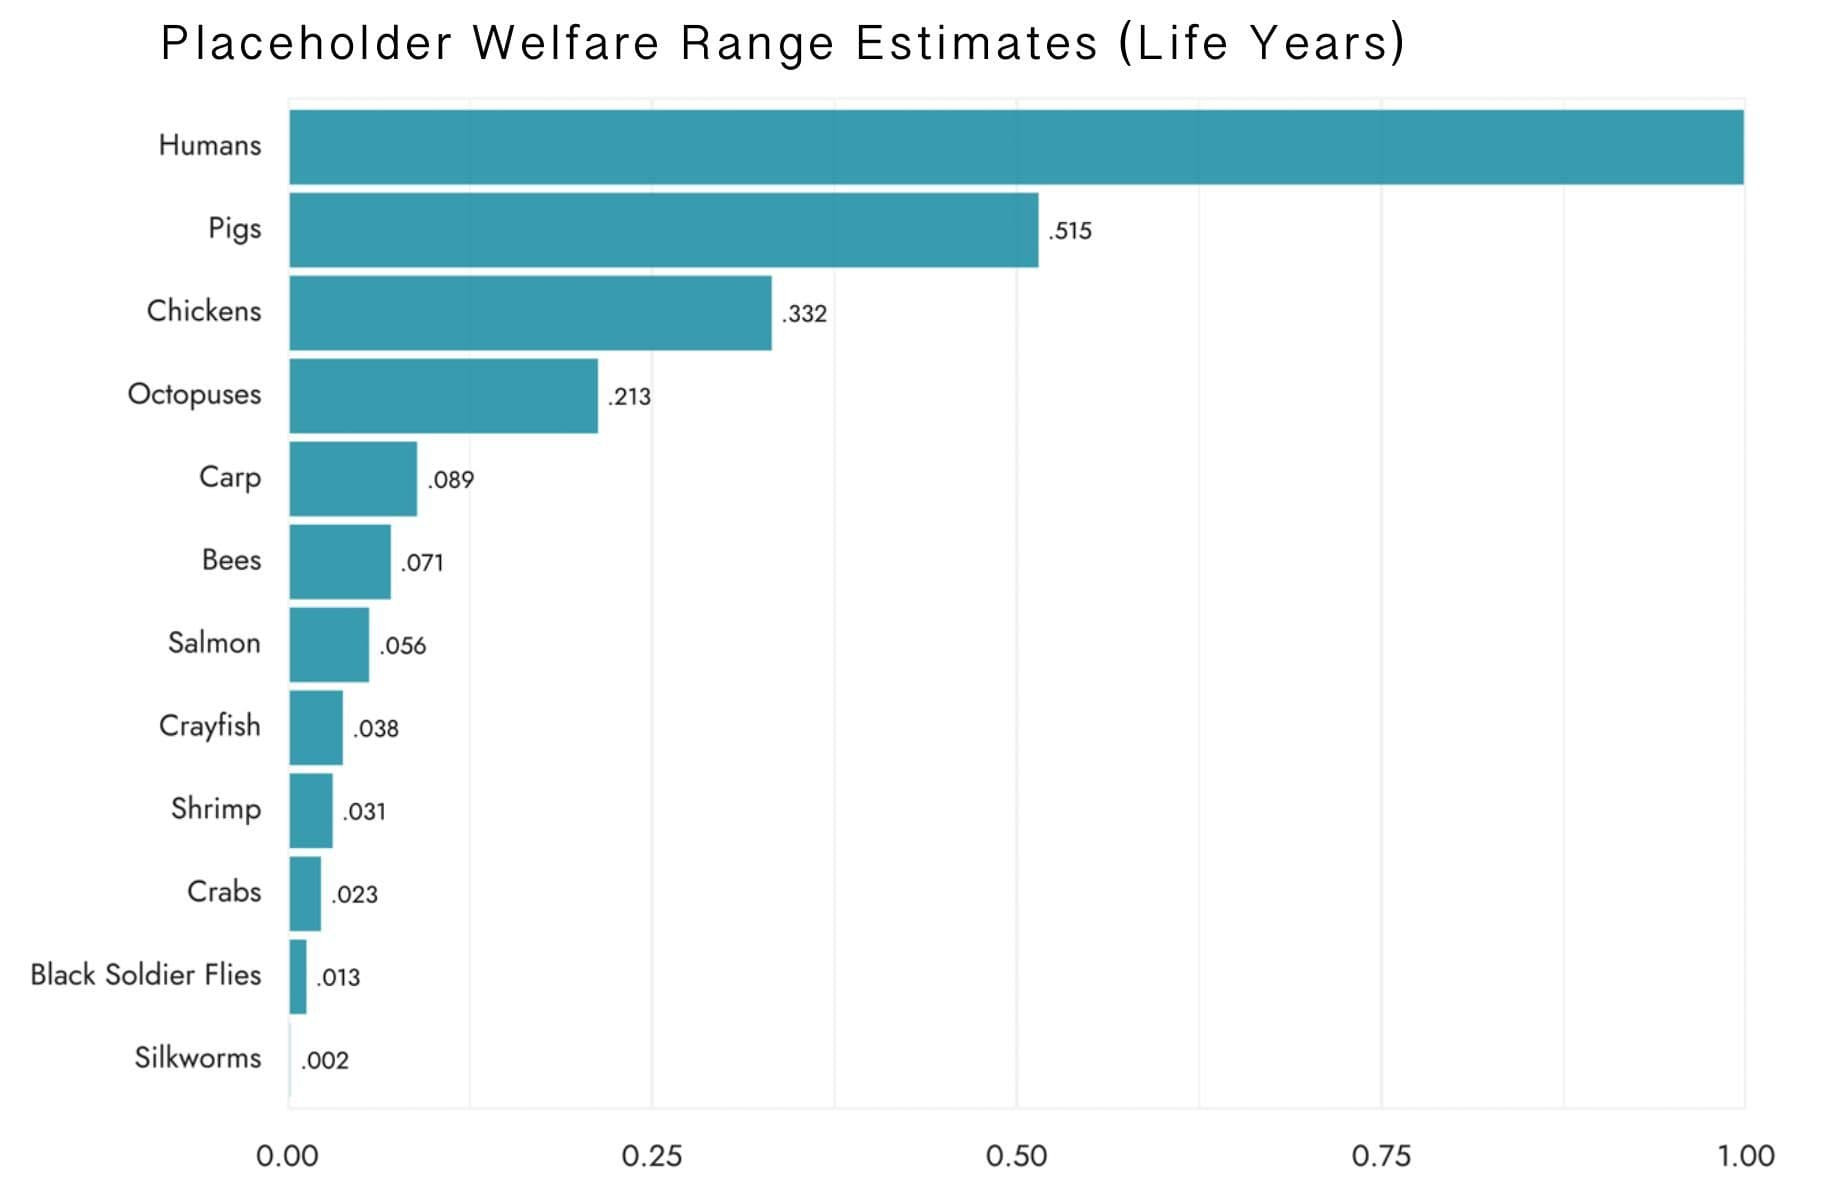 Placeholder Welfare Range Estimates (Life Years)
Humans
Pigs .515
Chickens .332
Octopuses .213
Carp .089
Bees .071
Salmon .056
Crayfish .038
Shrimp .031
Crabs .023
Black Soldier Flies .013
Silkworms .002
0.00 0.25 0.50 0.75 1.00